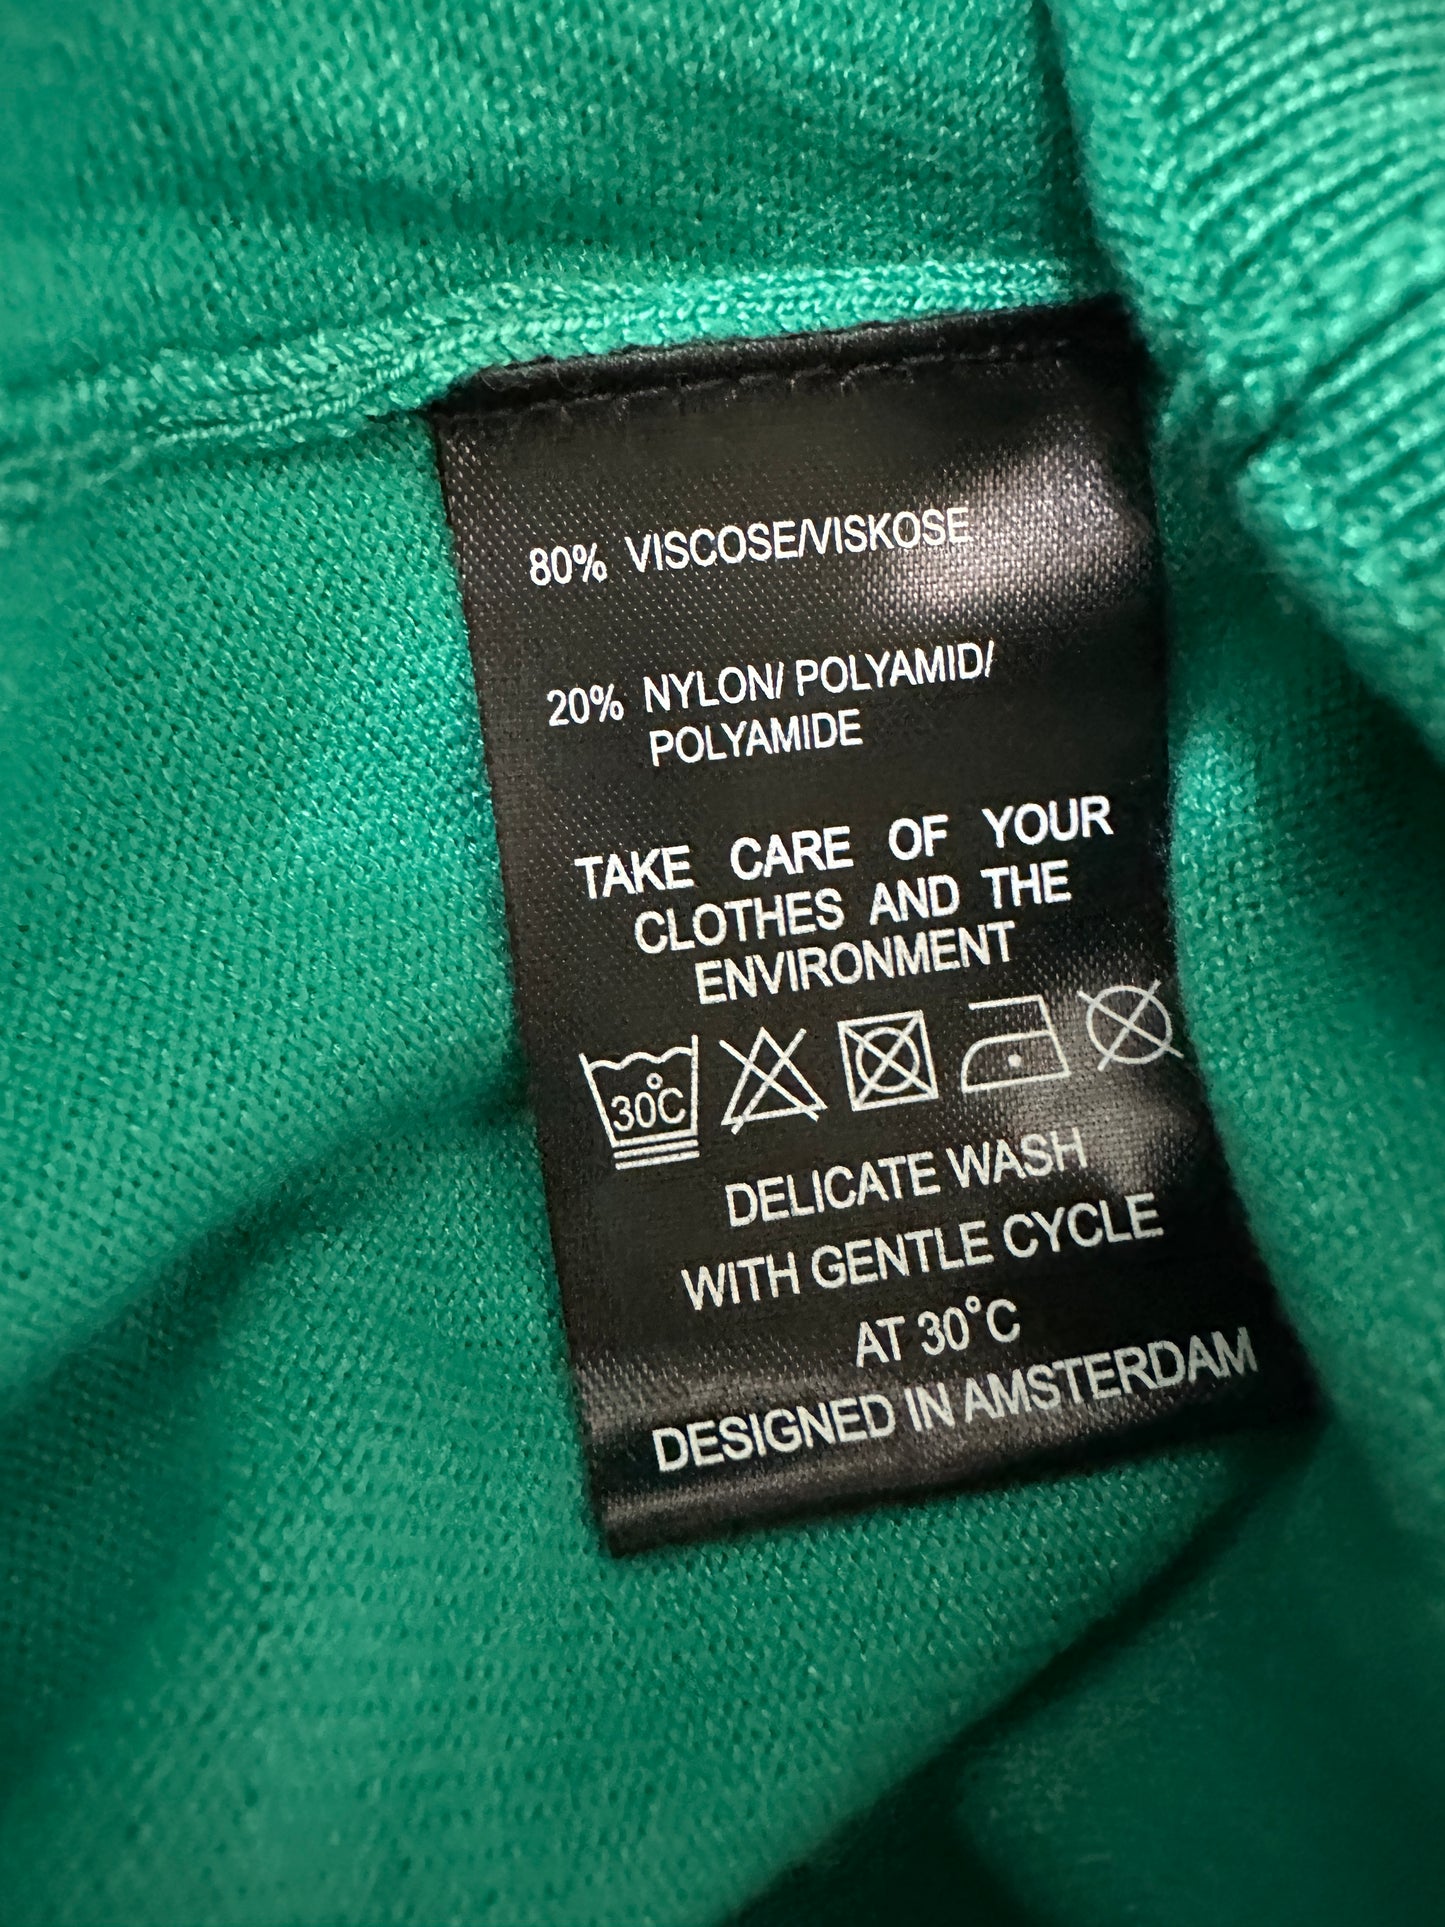 80% VISCOSE/VISKOSE
20% NYLON/ POLYAMID/
POLYAMIDE
TAKE CARE OF YOUR
CLOTHES AND THE
ENVIRONMENT
30°C
DELICATE WASH
WITH GENTLE CYCLE
AT 30°C
DESIGNED IN AMSTERDAM